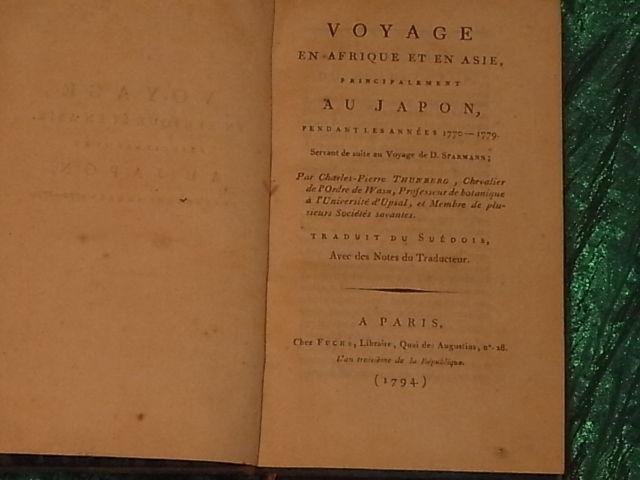 VOYAGE
EN AFRIQUE ET EN ASIE,
PRINCIPALEMENT
AU JAPON,
PENDANT LES ANNÉES 1770—1779.
Servant de suite au Voyage de D. SPARMANN;
Par Charles-Pierre THUNBERG, Chevalier
de l'Ordre de Wasa, Professeur de botanique
à l'Université d'Upsal, et Membre de plu-
sieurs Sociétés savantes.
TRADUIT DU SUÉDOIS,
Avec des Notes du Traducteur.
A PARIS,
Chez FUCHS, Libraire, Quai des Augustins, n°. 28.
L'an troisième de la République.
(1794)